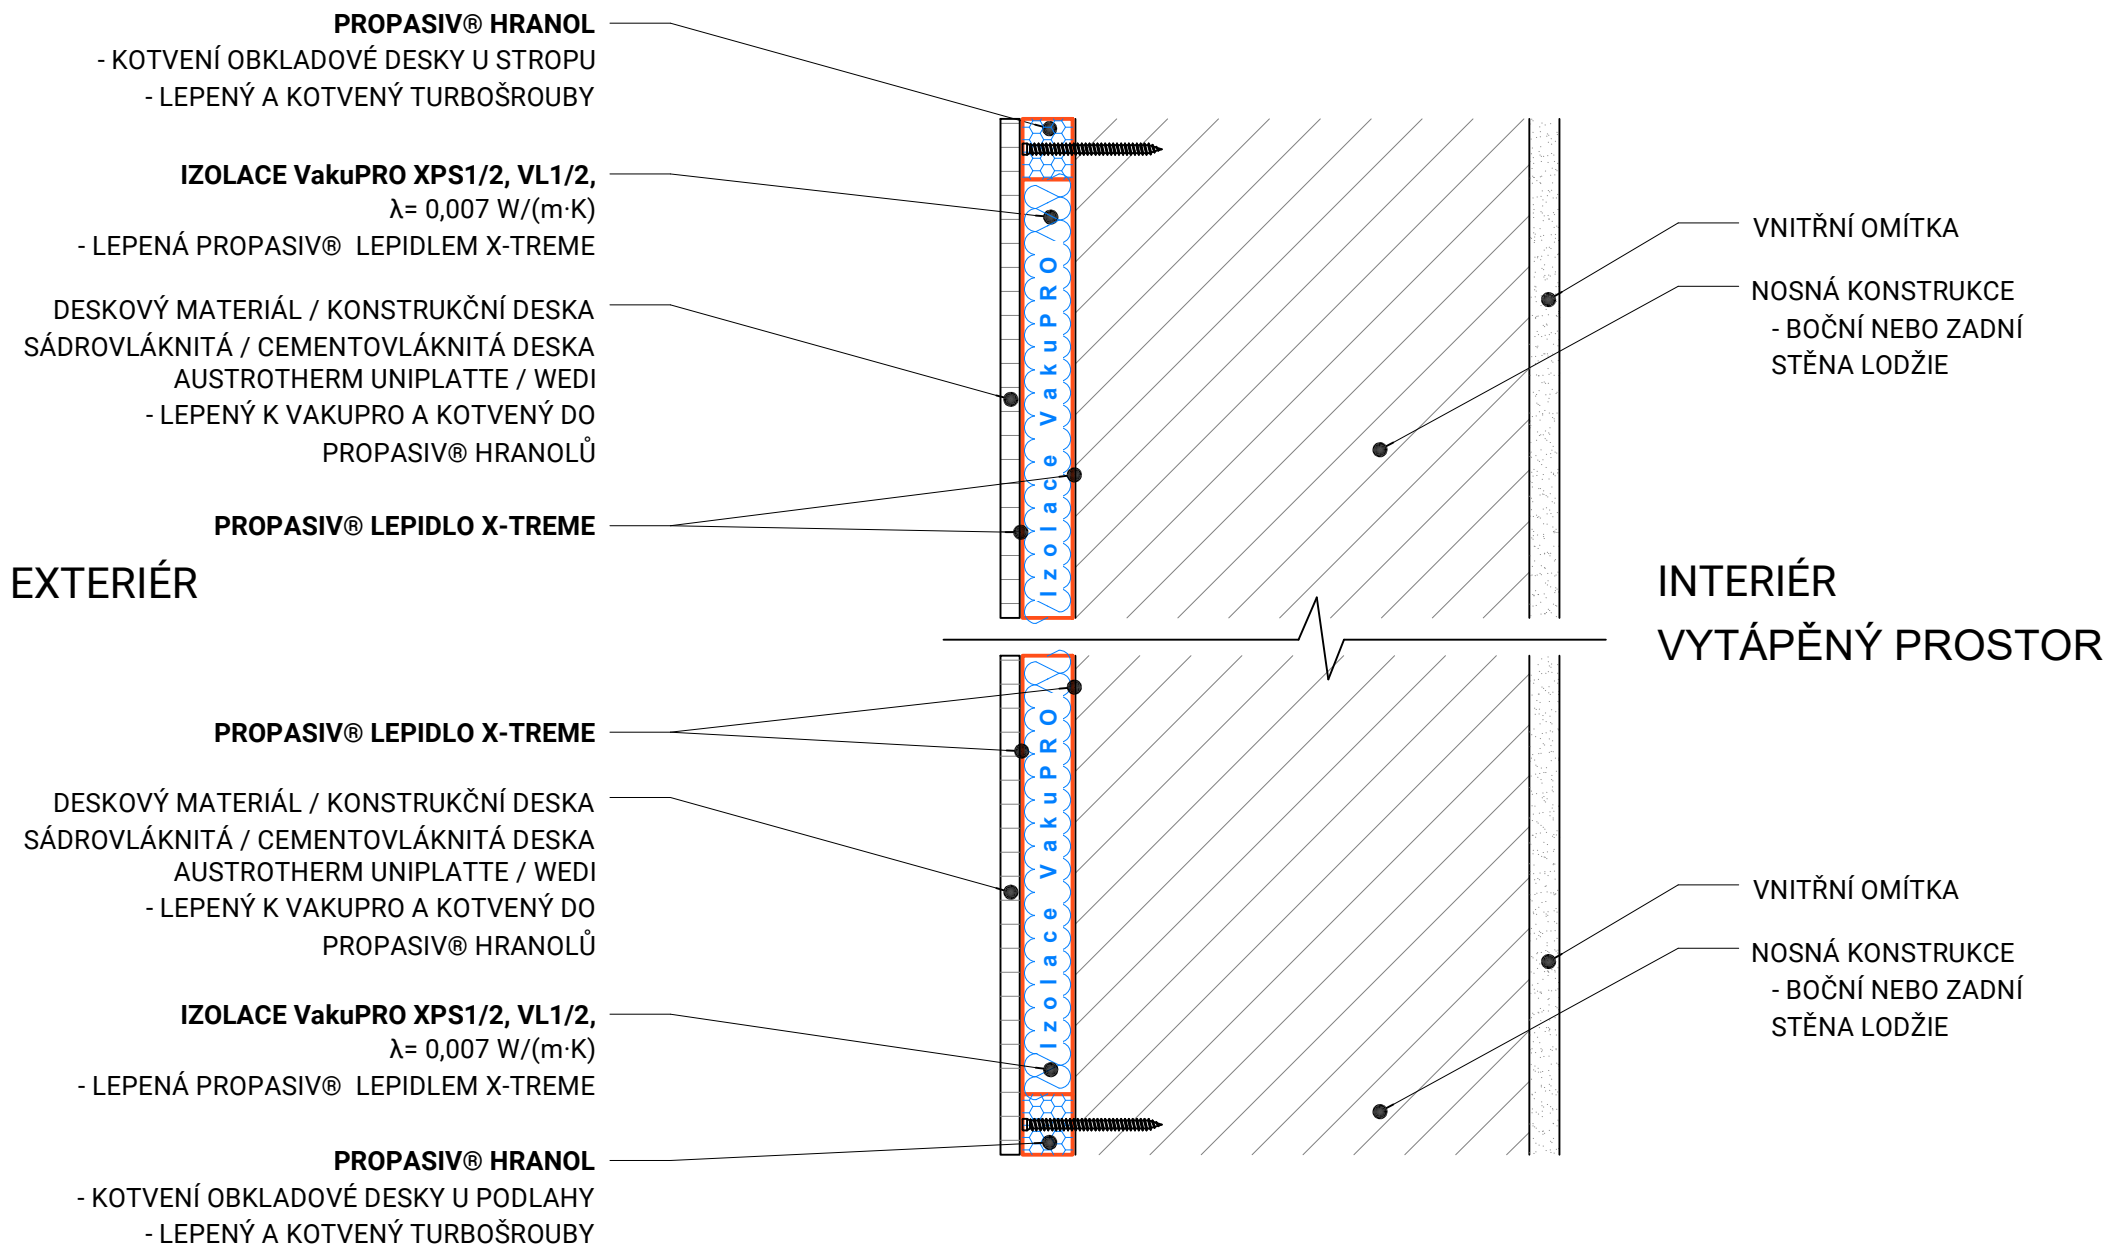 PROPASIV® HRANOL
- KOTVENÍ OBKLADOVÉ DESKY U STROPU
- LEPENÝ A KOTVENÝ TURBOŠROUBY
IZOLACE VakuPRO XPS1/2, VL1/2,
λ= 0,007 W/(m·K)
- LEPENÁ PROPASIV® LEPIDLEM X-TREME
DESKOVÝ MATERIÁL / KONSTRUKČNÍ DESKA
SÁDROVLÁKNITÁ / CEMENTOVLÁKNITÁ DESKA
AUSTROTHERM UNIPLATTE / WEDI
- LEPENÝ K VAKUPRO A KOTVENÝ DO
PROPASIV® HRANOLŮ
PROPASIV® LEPIDLO X-TREME
EXTERIÉR
Izolace VakuPRO
VNITŘNÍ OMÍTKA
NOSNÁ KONSTRUKCE
- BOČNÍ NEBO ZADNÍ
STĚNA LODŽIE
INTERIÉR
VYTÁPĚNÝ PROSTOR
PROPASIV® LEPIDLO X-TREME
DESKOVÝ MATERIÁL / KONSTRUKČNÍ DESKA
SÁDROVLÁKNITÁ / CEMENTOVLÁKNITÁ DESKA
AUSTROTHERM UNIPLATTE / WEDI
- LEPENÝ K VAKUPRO A KOTVENÝ DO
PROPASIV® HRANOLŮ
IZOLACE VakuPRO XPS1/2, VL1/2,
λ= 0,007 W/(m·K)
- LEPENÁ PROPASIV® LEPIDLEM X-TREME
PROPASIV® HRANOL
- KOTVENÍ OBKLADOVÉ DESKY U PODLAHY
- LEPENÝ A KOTVENÝ TURBOŠROUBY
Izolace VakuPRO
VNITŘNÍ OMÍTKA
NOSNÁ KONSTRUKCE
- BOČNÍ NEBO ZADNÍ
STĚNA LODŽIE